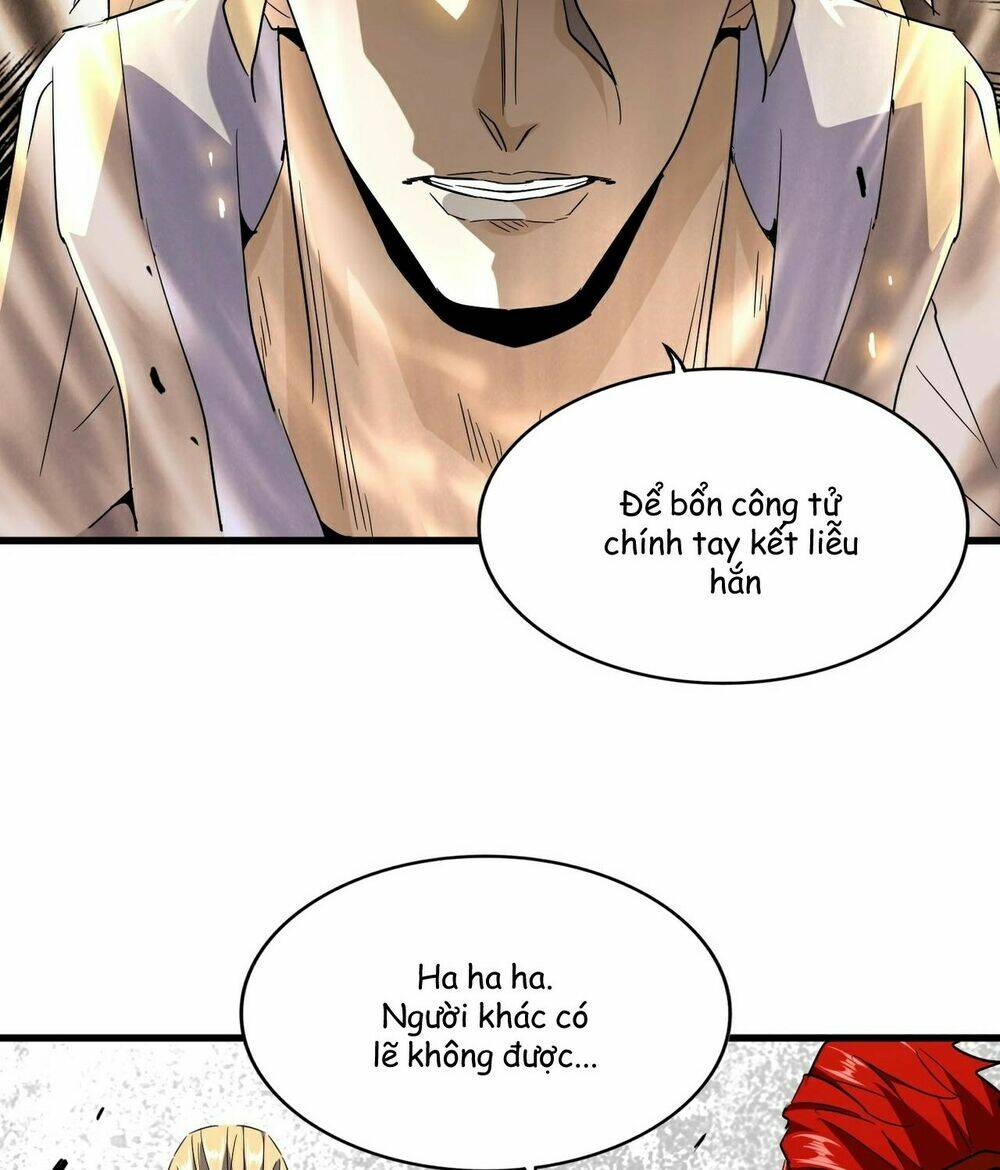 Để bổn công tử
chính tay kết liễu
hắn
Ha ha ha.
Người khác có
lẽ không được...